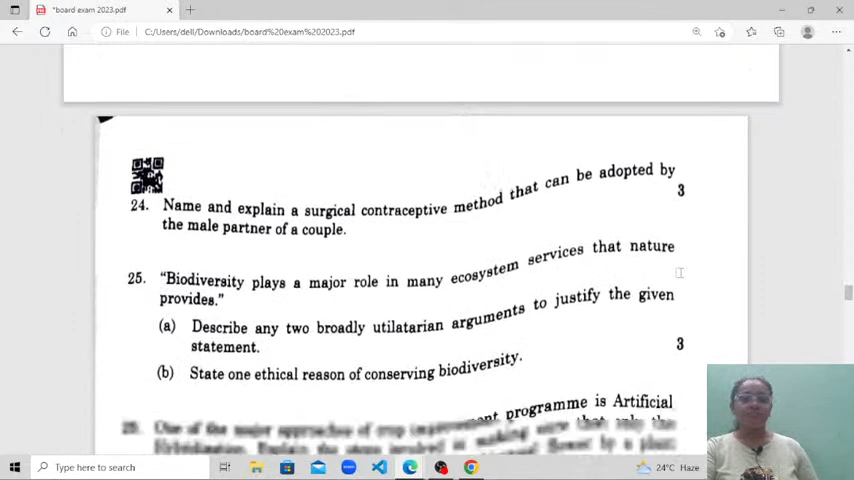 *board exam 2023.pdf
File C:/Users/dell/Downloads/board%20exam%202023.pdf
24. Name and explain a surgical contraceptive method that can be adopted by
the male partner of a couple. 3
25. “Biodiversity plays a major role in many ecosystem services that nature
provides.”
(a) Describe any two broadly utilatarian arguments to justify the given
statement. 3
(b) State one ethical reason of conserving biodiversity.
programme is Artificial
Type here to search
24°C Haze